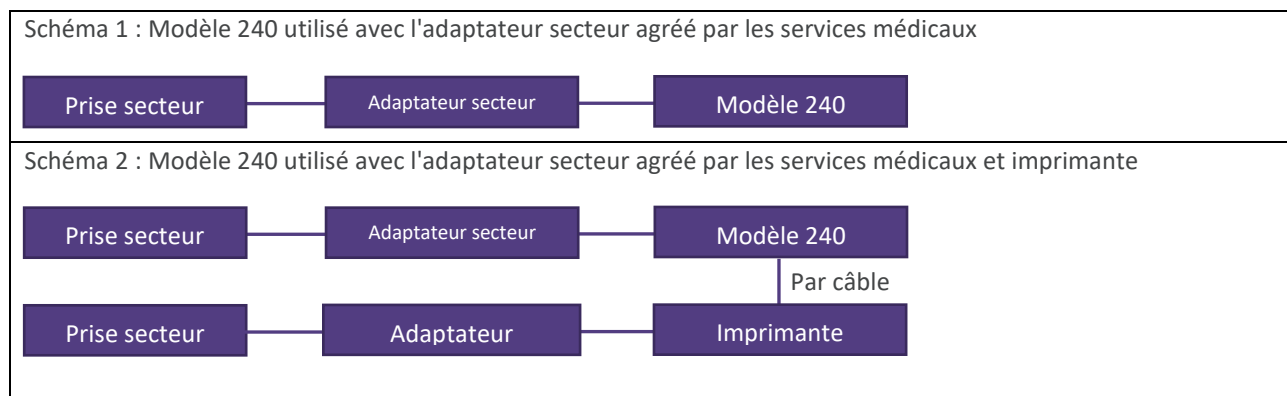 Schéma 1 : Modèle 240 utilisé avec l'adaptateur secteur agréé par les services médicaux
Prise secteur Adaptateur secteur Modèle 240
Schéma 2 : Modèle 240 utilisé avec l'adaptateur secteur agréé par les services médicaux et imprimante
Prise secteur Adaptateur secteur Modèle 240
Par câble
Prise secteur Adaptateur Imprimante